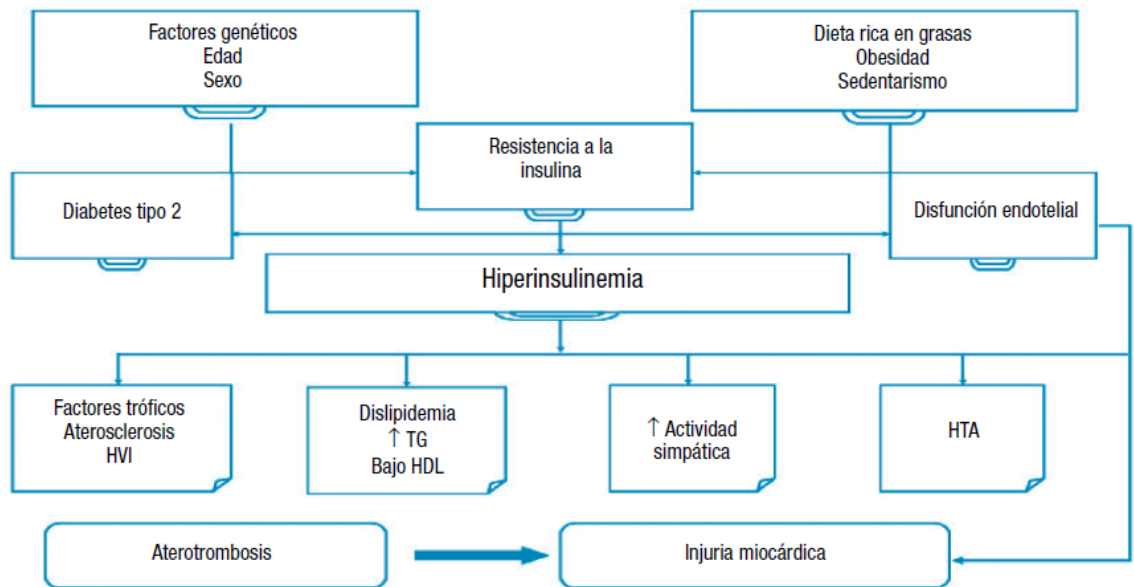 Factores genéticos
Edad
Sexo
Dieta rica en grasas
Obesidad
Sedentarismo
Resistencia a la
insulina
Diabetes tipo 2
Disfunción endotelial
Hiperinsulinemia
Factores tróficos
Aterosclerosis
HVI
Dislipidemia
↑ TG
Bajo HDL
↑ Actividad
simpática
HTA
Aterotrombosis
Injuria miocárdica